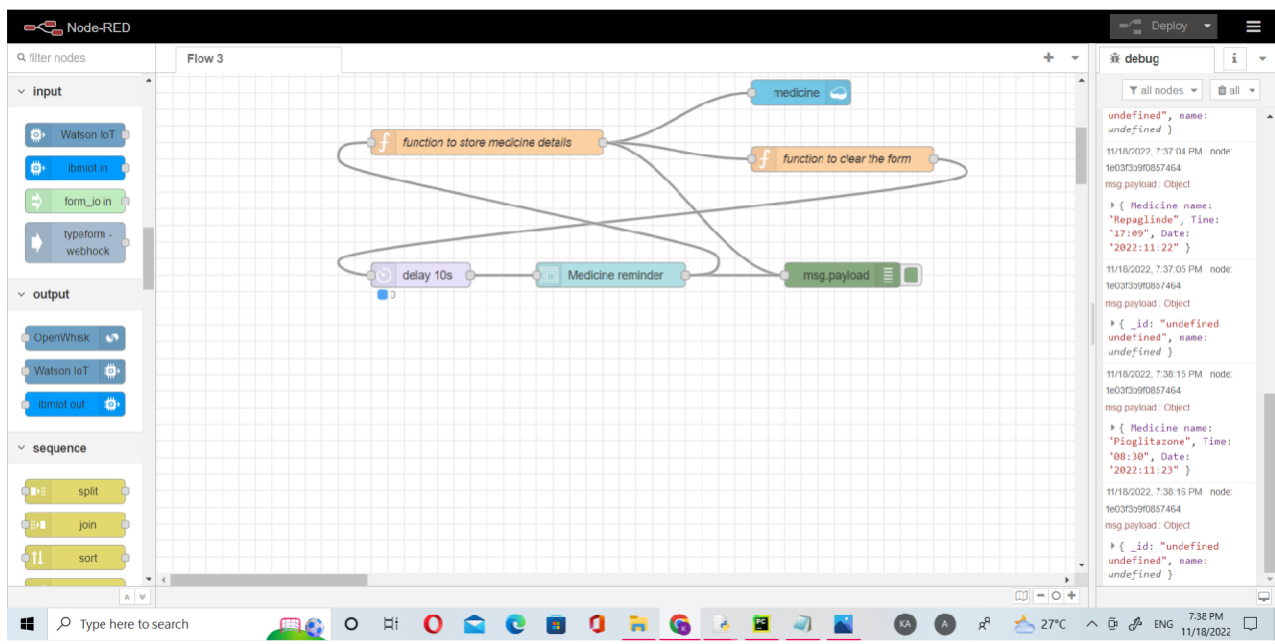 Node-RED
Deploy
filter nodes
Flow 3
debug
i
input
all nodes
all
Watson IoT
ibmiot in
form_io in
typeform -
webhook
output
OpenWhisk
Watson IoT
ibmiot out
sequence
split
join
sort
medicine
function to store medicine details
function to clear the form
delay 10s
Medicine reminder
msg.payload
undefined", name:
undefined }
11/18/2022, 7:37:04 PM node:
msg.payload : Object
{ Medicine name:
"Repaglinde", Time:
"17:09", Date:
"2022:11:22" }
11/18/2022, 7:37:05 PM node:
msg.payload : Object
{ _id: "undefired
undefined", name:
undefined }
11/18/2022, 7:38:15 PM node:
msg.payload : Object
{ Medicine name:
"Pioglitazone", Time:
"08:30", Date:
"2022:11:23" }
11/18/2022, 7:38:16 PM node:
msg.payload : Object
{ _id: "undefired
undefined", name:
undefined }
Type here to search
KA
A
27°C
ENG
7:38 PM
11/18/2022